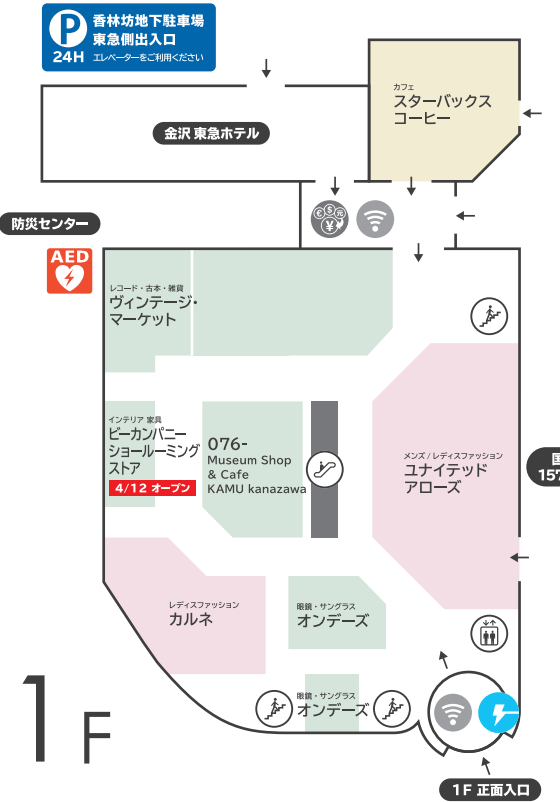 P
24H
香林坊地下駐車場
東急側出入口
エレベーターをご利用ください
カフェ
スターバックス
コーヒー
金沢 東急ホテル
€ $ 元
¥
防災センター
AED
レコード・古本・雑貨
ヴィンテージ・
マーケット
インテリア 家具
ビーカンパニー
ショールーミング
ストア
4/12 オープン
076-
Museum Shop
& Cafe
KAMU kanazawa
メンズ / レディスファッション
ユナイテッド
アローズ
国
157
レディスファッション
カルネ
眼鏡・サングラス
オンデーズ
眼鏡・サングラス
オンデーズ
1F
1F 正面入口